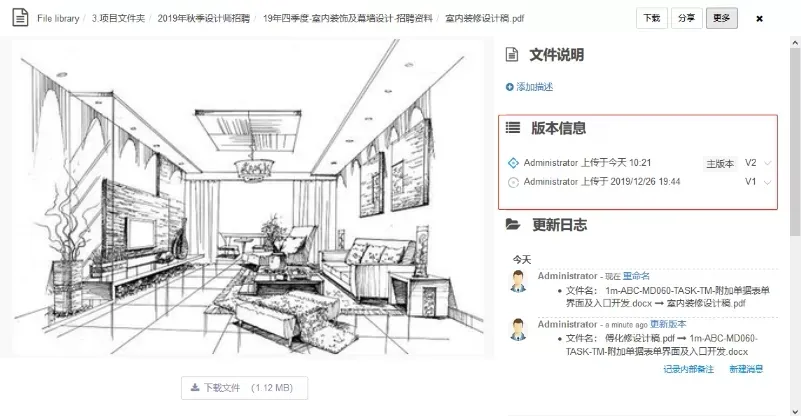 File library / 3.项目文件夹 / 2019年秋季设计师招聘 / 19年四季度-室内装饰及幕墙设计-招聘资料 / 室内装修设计稿.pdf
下载 分享 更多
文件说明
添加描述
版本信息
Administrator 上传于今天 10:21 主版本 V2
Administrator 上传于 2019/12/26 19:44 V1
更新日志
今天
Administrator - 现在 重命名
文件名: 1m-ABC-MD060-TASK-TM-附加单据表单
界面及入口开发.docx → 室内装修设计稿.pdf
Administrator - a minute ago 更新版本
文件名: 傅化修设计稿.pdf → 1m-ABC-MD060-
TASK-TM-附加单据表单界面及入口开发.docx
记录内部备注 新建消息
下载文件 (1.12 MB)